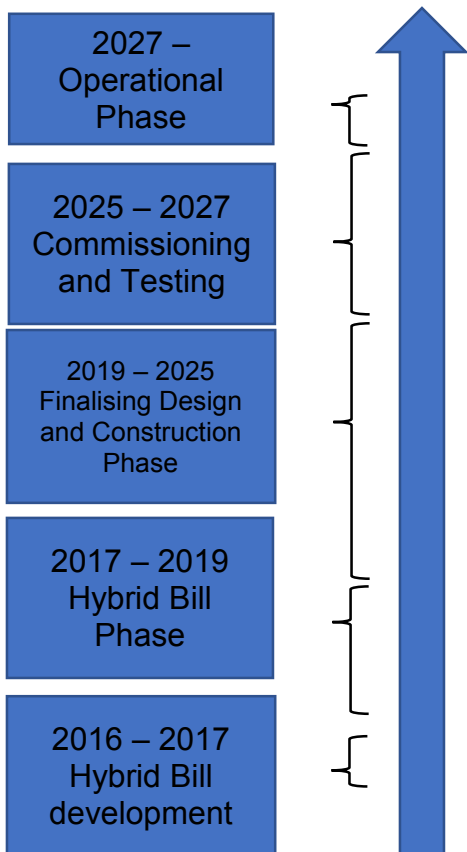 2027 –
Operational
Phase
2025 – 2027
Commissioning
and Testing
2019 – 2025
Finalising Design
and Construction
Phase
2017 – 2019
Hybrid Bill
Phase
2016 – 2017
Hybrid Bill
development